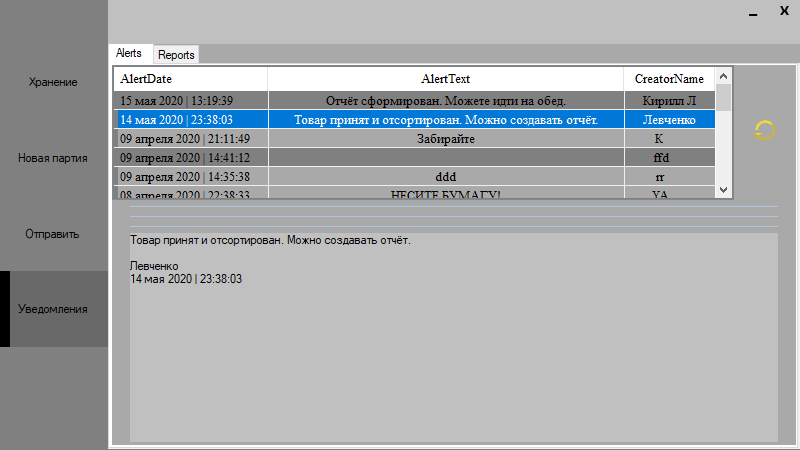 _ X
Хранение
Новая партия
Отправить
Уведомления
Alerts Reports
AlertDate AlertText CreatorName
15 мая 2020 | 13:19:39 Отчёт сформирован. Можете идти на обед. Кирилл Л
14 мая 2020 | 23:38:03 Товар принят и отсортирован. Можно создавать отчёт. Левченко
09 апреля 2020 | 21:11:49 Забирайте К
09 апреля 2020 | 14:41:12 ffd
09 апреля 2020 | 14:35:38 ddd rr
08 апреля 2020 | 22:38:33 НЕСИТЕ БУМАГУ! УА
Товар принят и отсортирован. Можно создавать отчёт.
Левченко
14 мая 2020 | 23:38:03